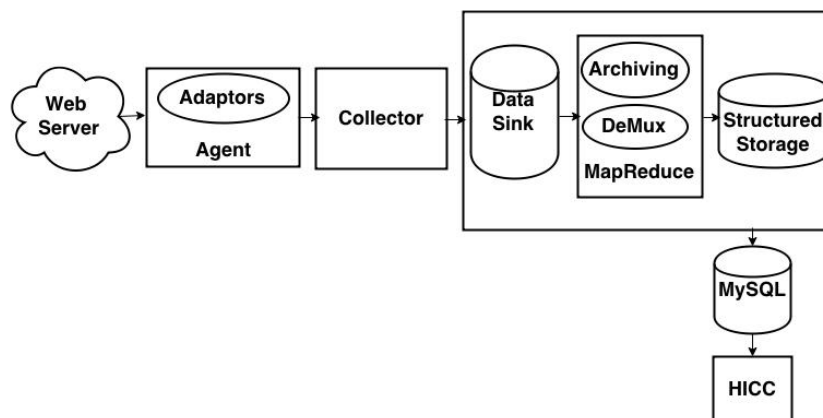 Web
Server
Adaptors
Agent
Collector
Data
Sink
Archiving
DeMux
MapReduce
Structured
Storage
MySQL
HICC